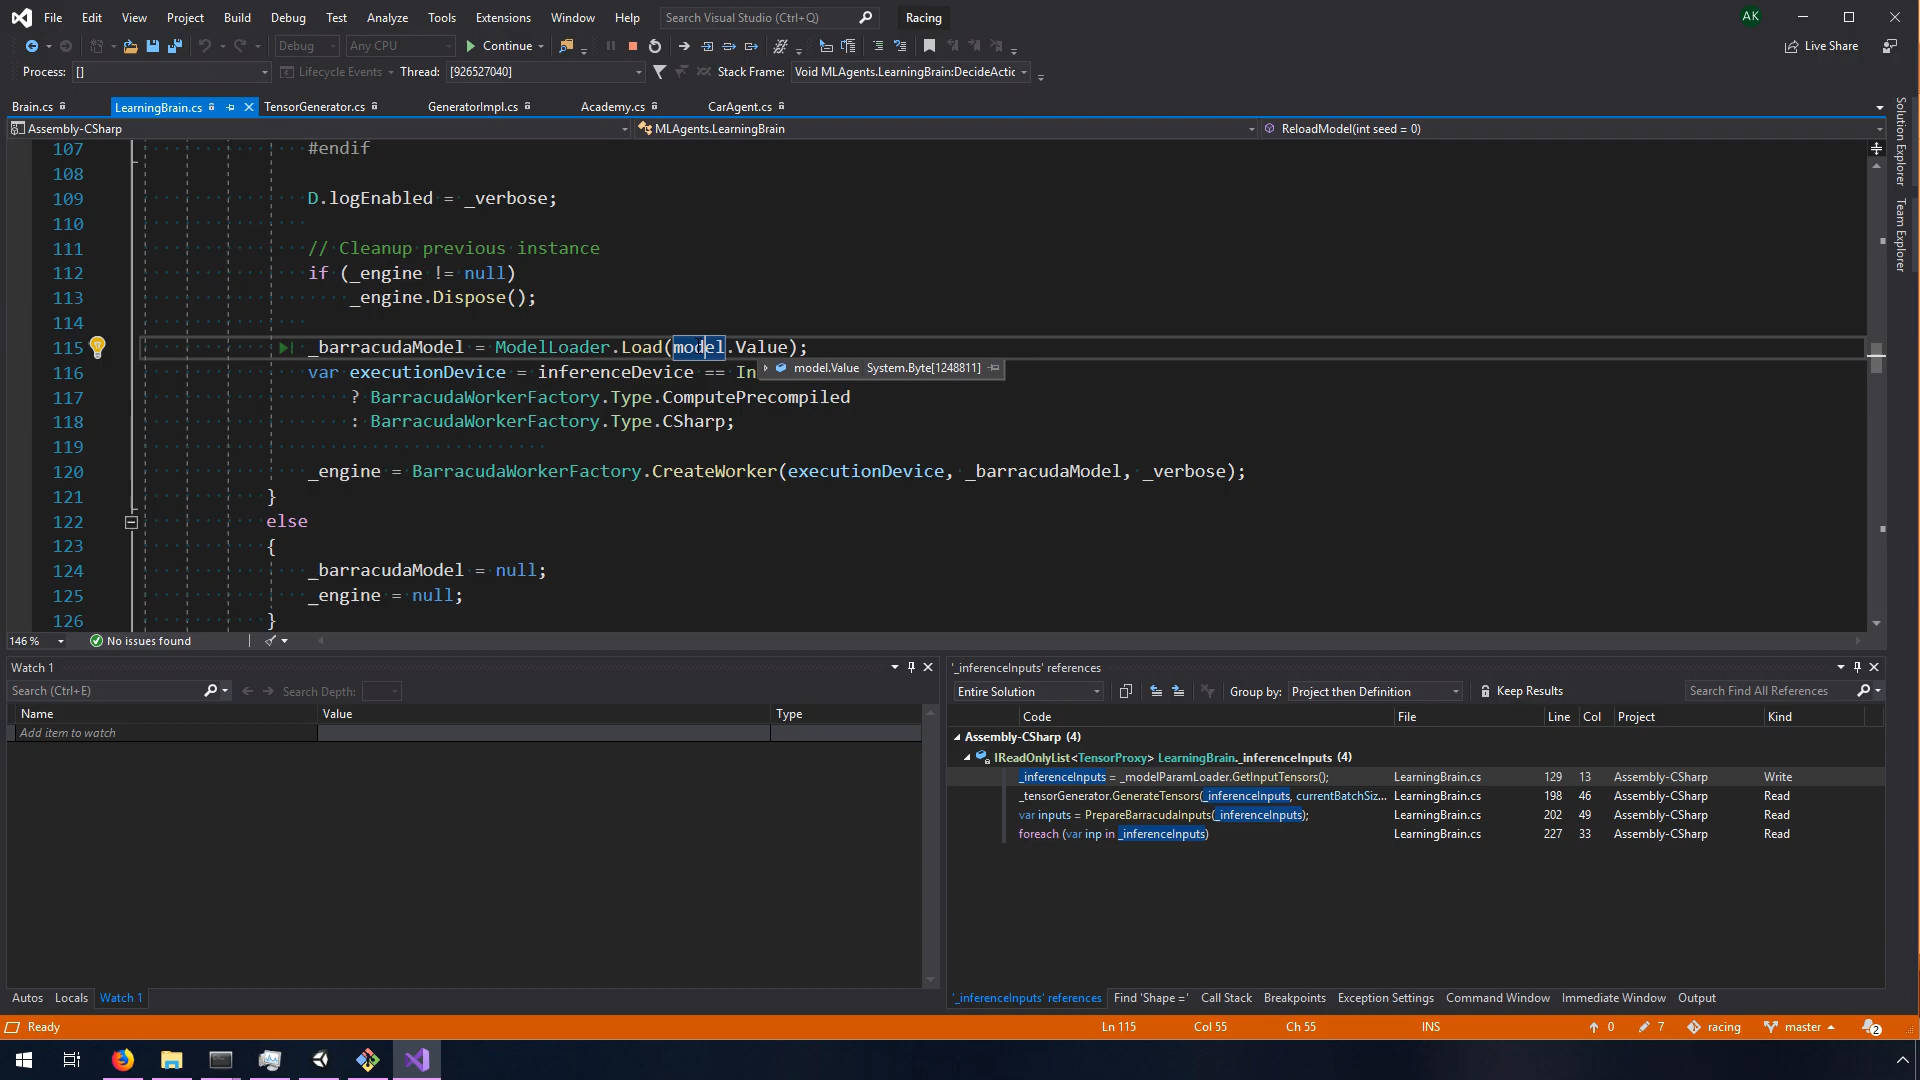 File Edit View Project Build Debug Test Analyze Tools Extensions Window Help Search Visual Studio (Ctrl+Q) Racing AK
Debug Any CPU Continue Live Share
Process: [] Lifecycle Events Thread: [926527040] Stack Frame: Void MLAgents.LearningBrain:DecideActic
Brain.cs LearningBrain.cs TensorGenerator.cs GeneratorImpl.cs Academy.cs CarAgent.cs
Assembly-CSharp MLAgents.LearningBrain ReloadModel(int seed = 0)
Solution Explorer
Team Explorer
107 #endif
108
109 D.logEnabled = _verbose;
110
111 // Cleanup previous instance
112 if (_engine != null)
113 _engine.Dispose();
114
115 _barracudaModel = ModelLoader.Load(model.Value);
116 var executionDevice = inferenceDevice == In
model.Value System.Byte[1248811]
117 ? BarracudaWorkerFactory.Type.ComputePrecompiled
118 : BarracudaWorkerFactory.Type.CSharp;
119
120 _engine = BarracudaWorkerFactory.CreateWorker(executionDevice, _barracudaModel, _verbose);
121 }
122 else
123 {
124 _barracudaModel = null;
125 _engine = null;
126 }
146 % No issues found
Watch 1
Search (Ctrl+E) Search Depth:
Name Value Type
Add item to watch
Autos Locals Watch 1
'_inferenceInputs' references
Entire Solution Group by: Project then Definition Keep Results Search Find All References
Code File Line Col Project Kind
Assembly-CSharp (4)
IReadOnlyList<TensorProxy> LearningBrain._inferenceInputs (4)
_inferenceInputs = _modelParamLoader.GetInputTensors(); LearningBrain.cs 129 13 Assembly-CSharp Write
_tensorGenerator.GenerateTensors(_inferenceInputs, currentBatchSiz... LearningBrain.cs 198 46 Assembly-CSharp Read
var inputs = PrepareBarracudaInputs(_inferenceInputs); LearningBrain.cs 202 49 Assembly-CSharp Read
foreach (var inp in _inferenceInputs) LearningBrain.cs 227 33 Assembly-CSharp Read
'_inferenceInputs' references Find 'Shape =' Call Stack Breakpoints Exception Settings Command Window Immediate Window Output
Ready Ln 115 Col 55 Ch 55 INS 0 7 racing master 2